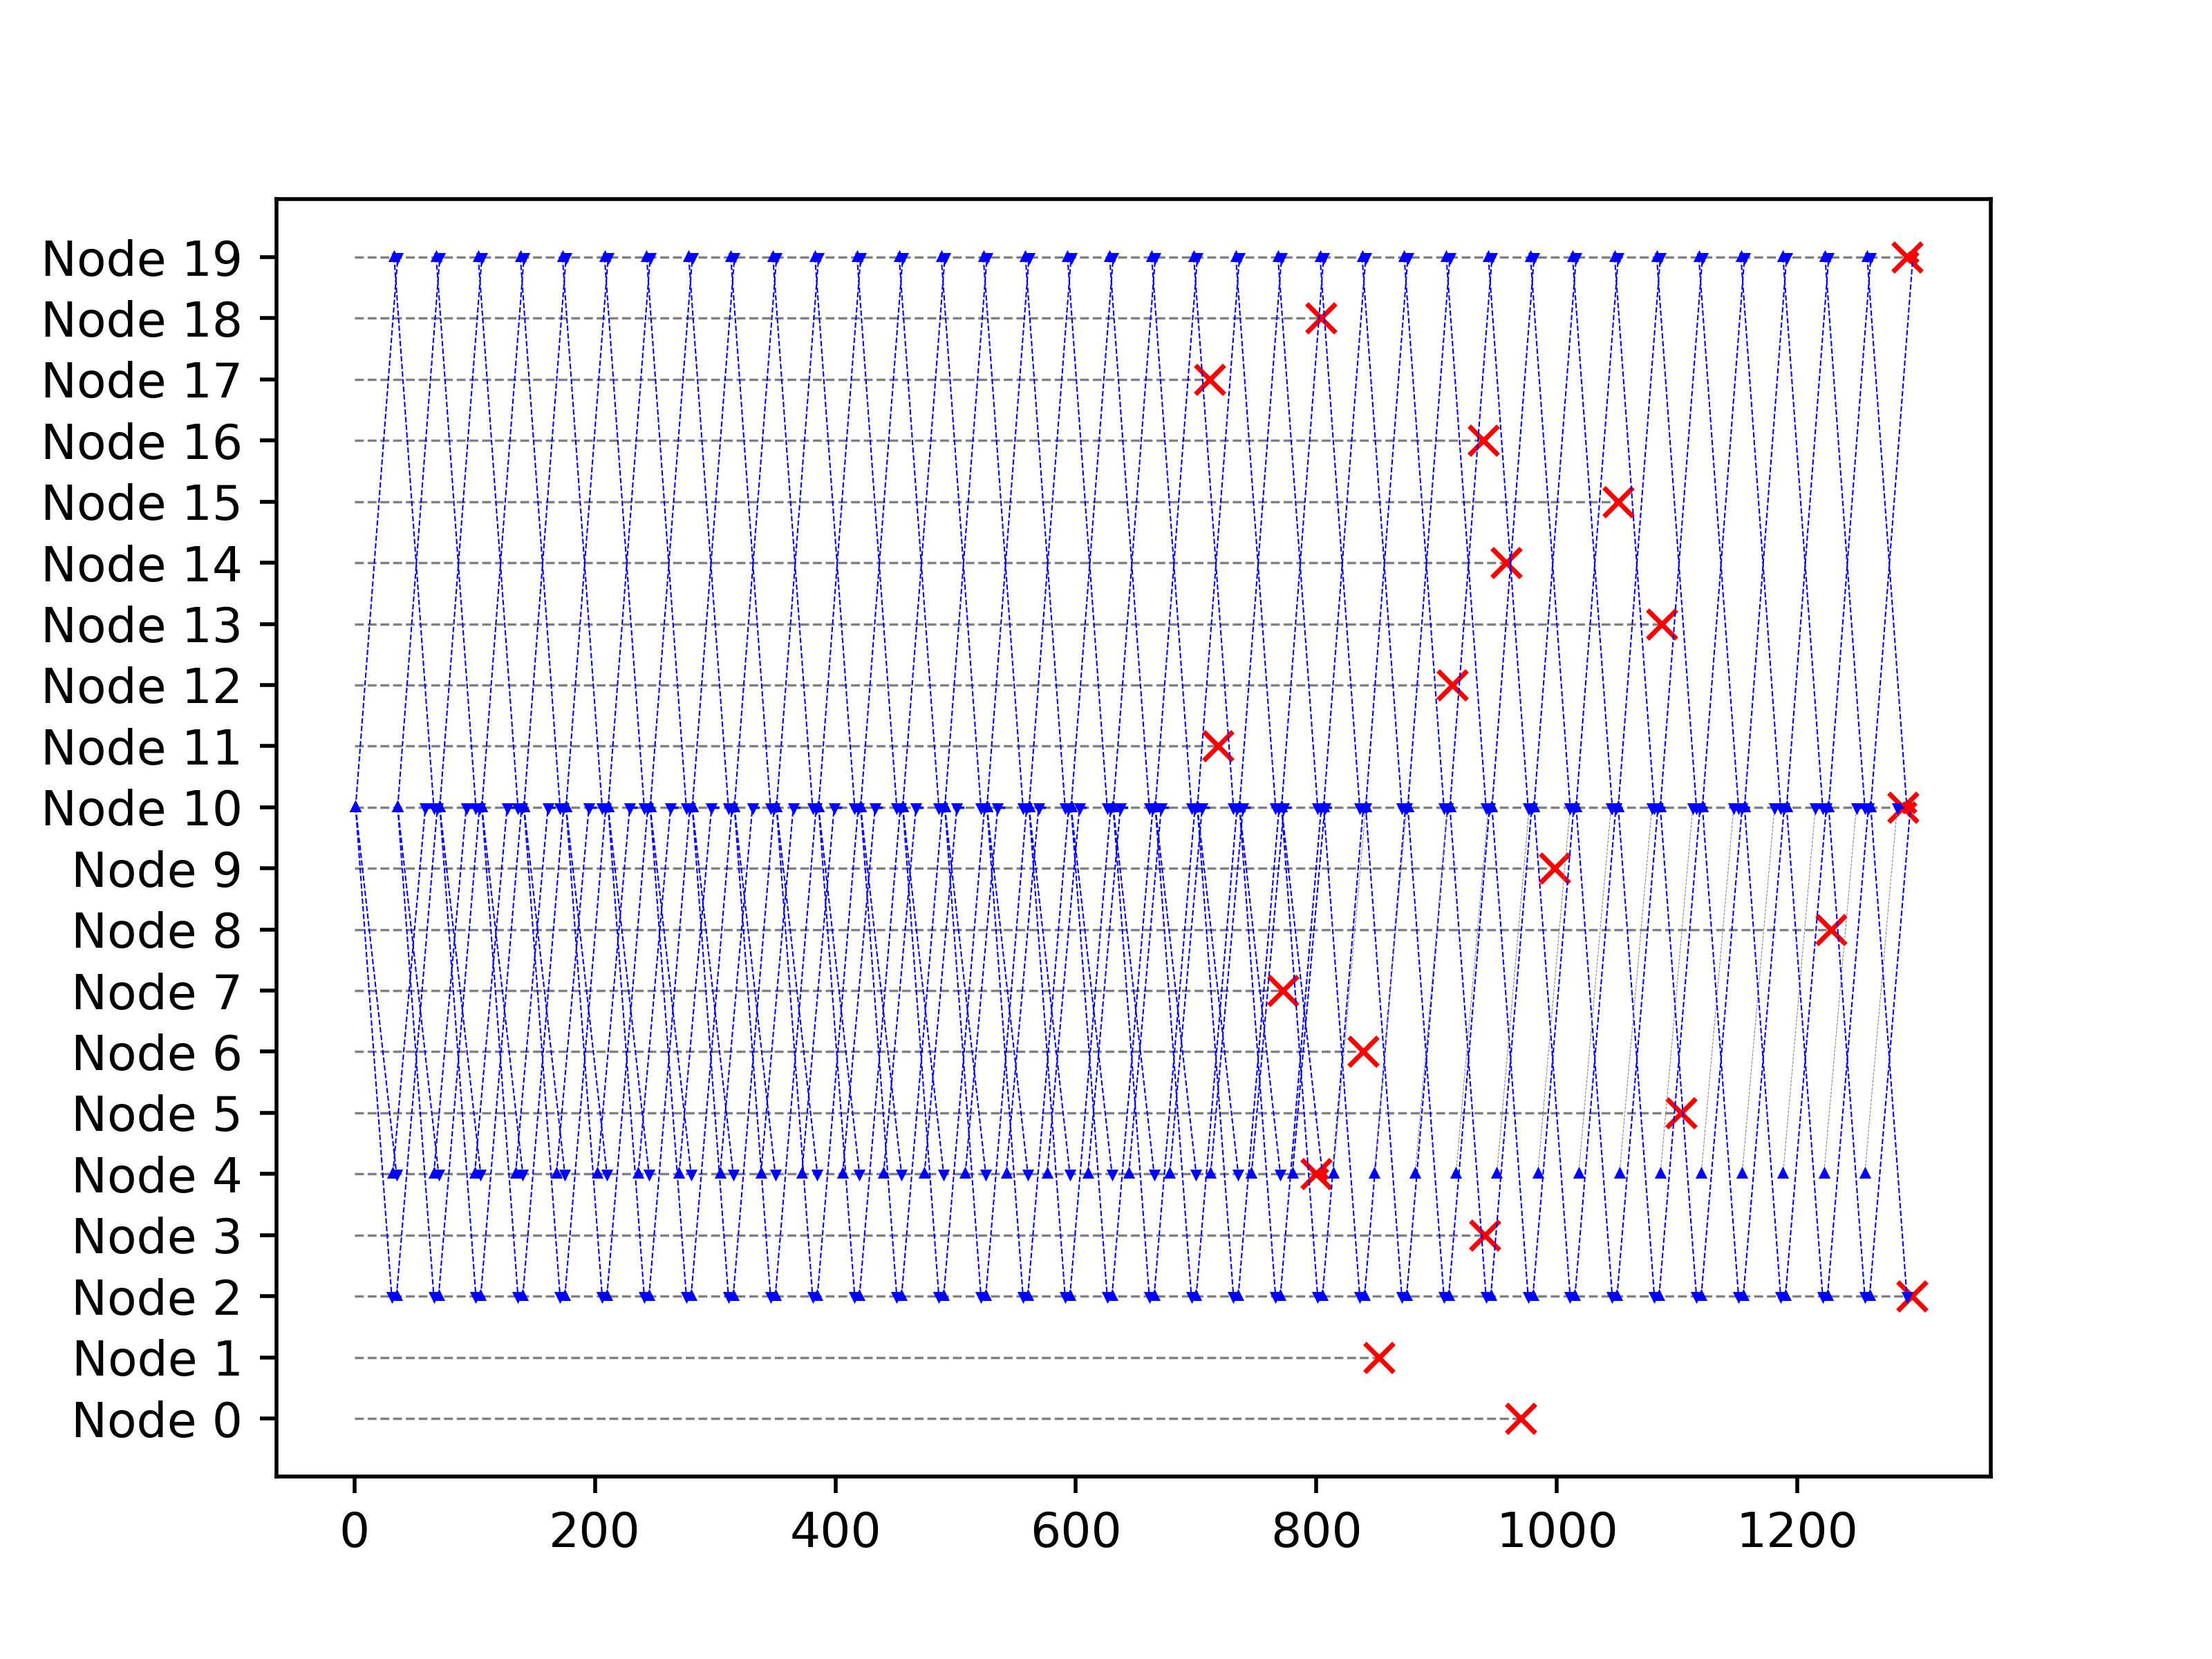 Node 19
Node 18
Node 17
Node 16
Node 15
Node 14
Node 13
Node 12
Node 11
Node 10
Node 9
Node 8
Node 7
Node 6
Node 5
Node 4
Node 3
Node 2
Node 1
Node 0
0 200 400 600 800 1000 1200